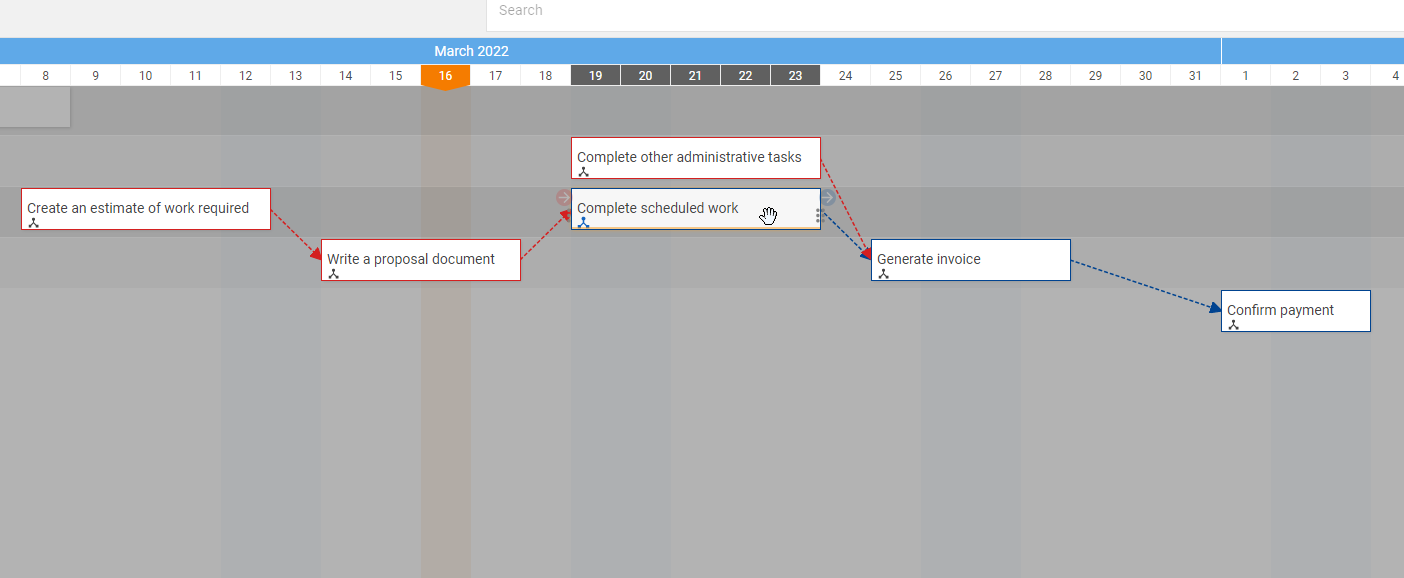 Search
March 2022
8 9 10 11 12 13 14 15 16 17 18 19 20 21 22 23 24 25 26 27 28 29 30 31 1 2 3 4
Complete other administrative tasks
Create an estimate of work required
Complete scheduled work
Write a proposal document
Generate invoice
Confirm payment